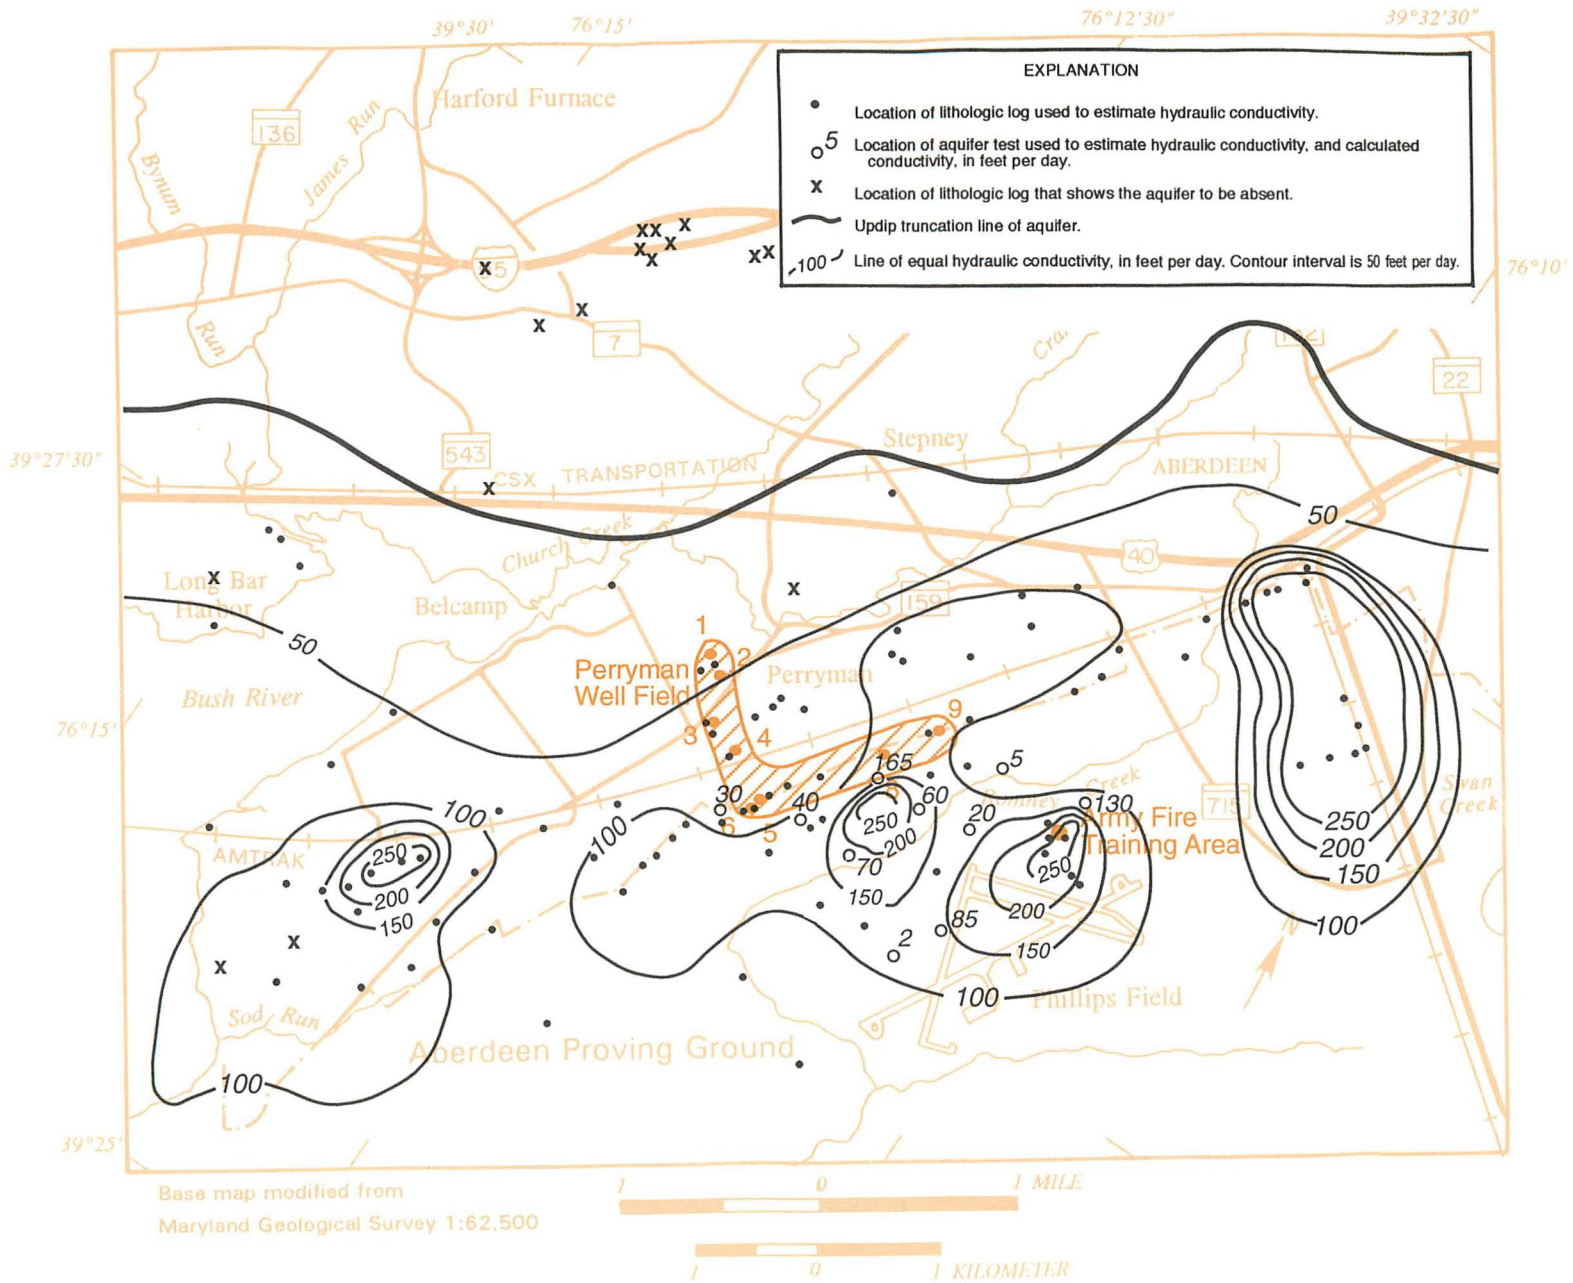 39°30'
76°15'
76°12'30"
39°32'30"
EXPLANATION
Location of lithologic log used to estimate hydraulic conductivity.
5
Location of aquifer test used to estimate hydraulic conductivity, and calculated
conductivity, in feet per day.
x
Location of lithologic log that shows the aquifer to be absent.
Updip truncation line of aquifer.
-100
Line of equal hydraulic conductivity, in feet per day. Contour interval is 50 feet per day.
Harford Furnace
136
James Run
Bynum
Run
76°10'
7
22
Stepney
543
39°27'30"
CSX TRANSPORTATION
ABERDEEN
50
Church Creek
40
Long Bar
Harbor
Belcamp
159
50
1
2
Perryman
Well Field
Perryman
Bush River
9
76°15'
3
4
165
5
Creek
Romney
Swan
Creek
100
30
40
60
20
130
715
Army Fire
Training Area
6
5
100
250
200
250
AMTRAK
250
200
150
70
250
200
150
200
150
150
100
85
2
150
100
100
N
Phillips Field
Sod Run
Aberdeen Proving Ground
100
39°25'
Base map modified from
Maryland Geological Survey 1:62,500
1 0 1 MILE
1 0 1 KILOMETER